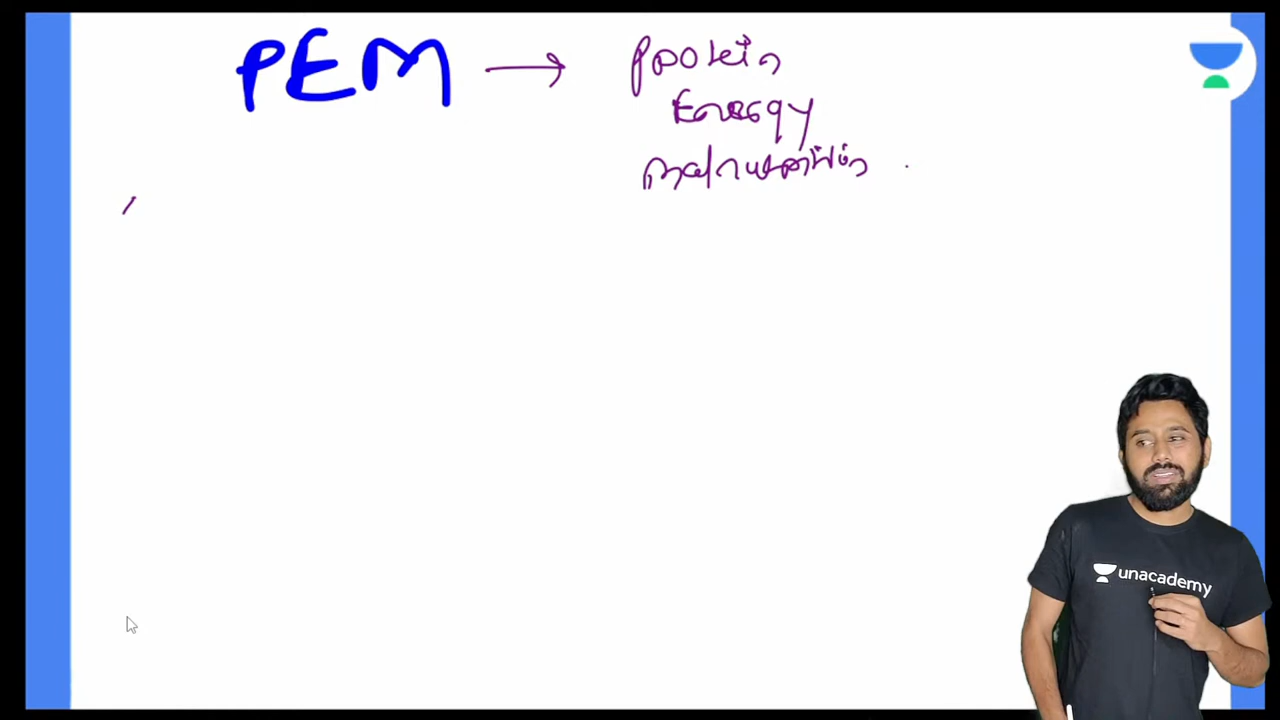 PEM → Protein
Energy
malnutrition
unacademy